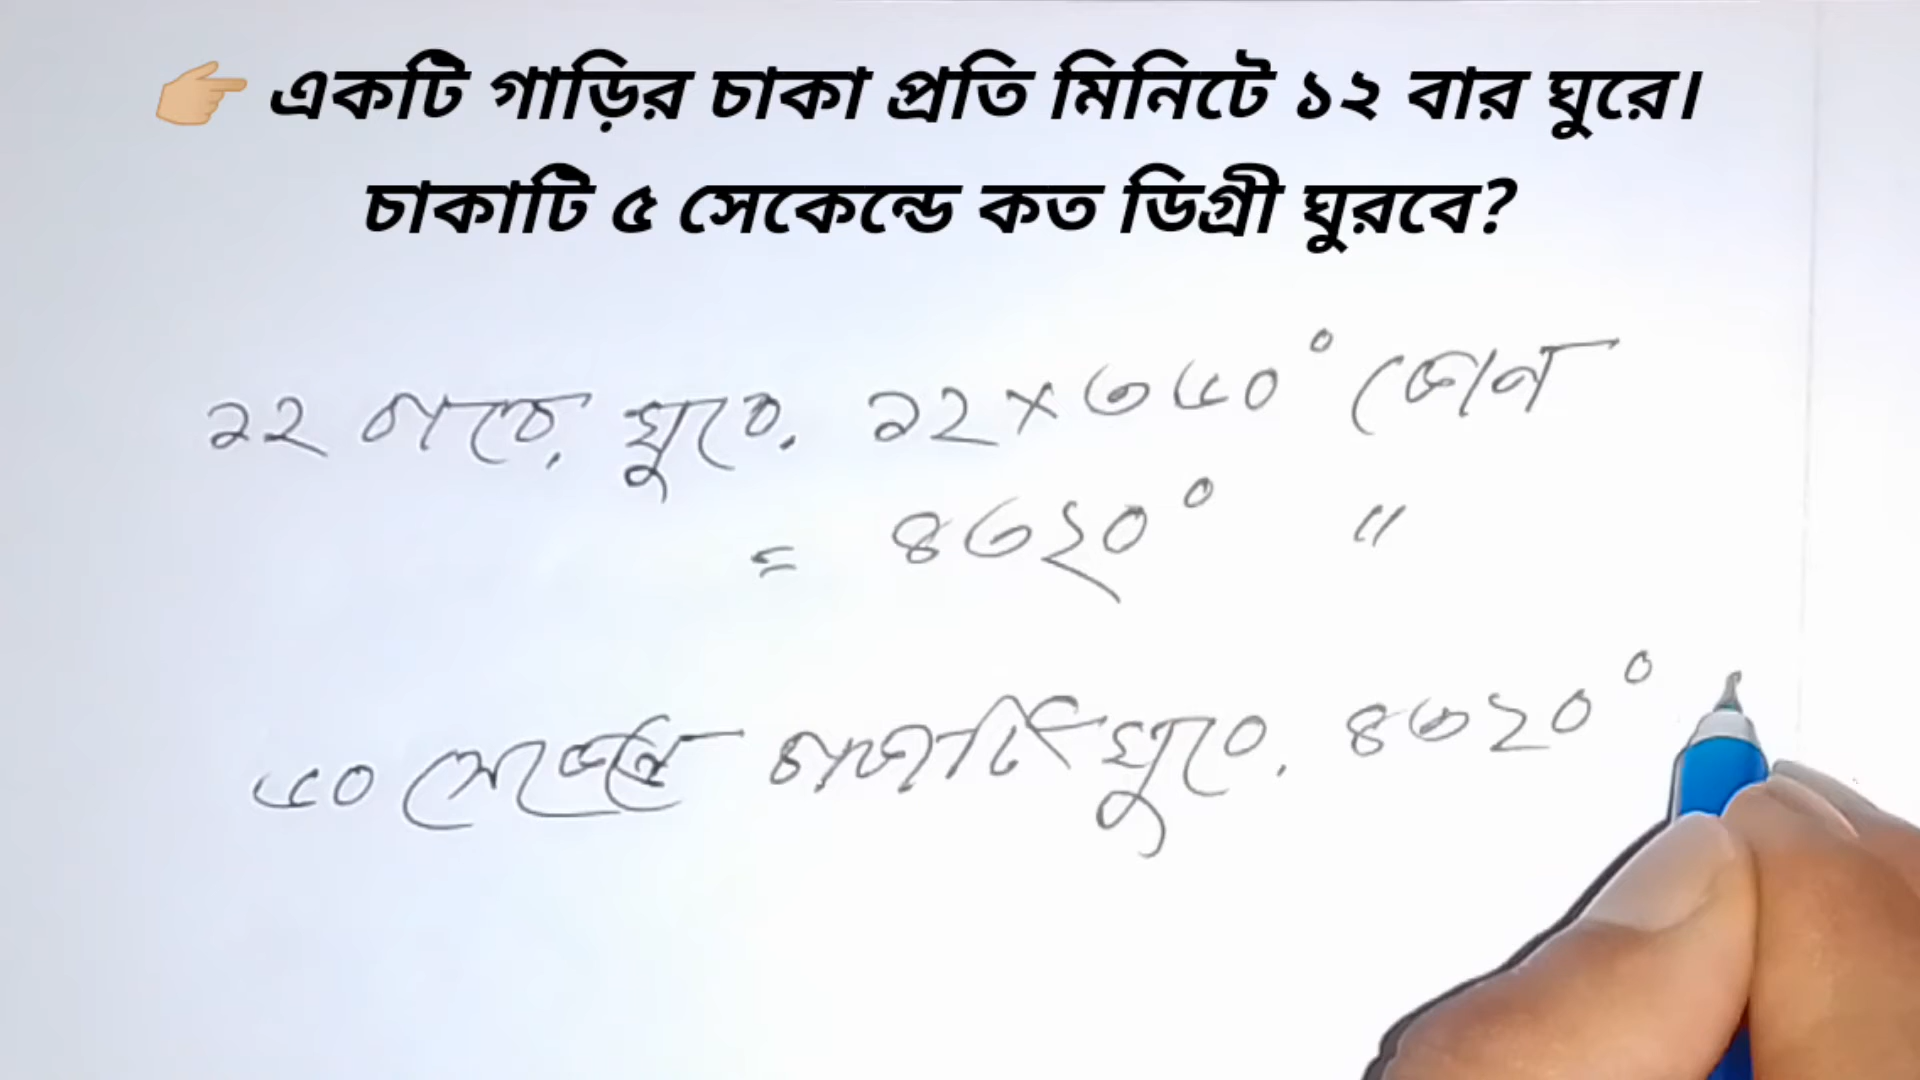 👉 একটি গাড়ির চাকা প্রতি মিনিটে ১২ বার ঘুরে।
চাকাটি ৫ সেকেন্ডে কত ডিগ্রী ঘুরবে?
১২ বারে, ঘুরে, ১২×৩৬০° কোন
= ৪৩২০° "
৬০ সেকেন্ডে চাকাটি ঘুরে, ৪৩২০°